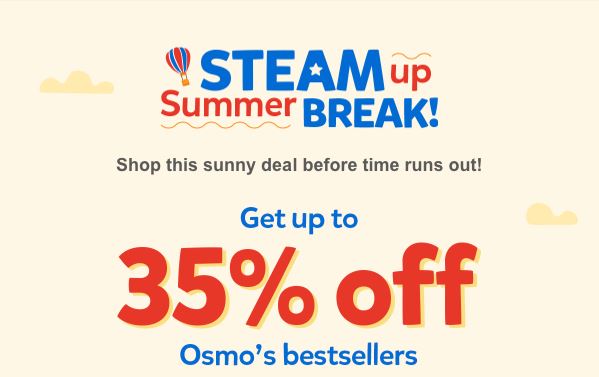 STEAM up
Summer BREAK!
Shop this sunny deal before time runs out!
Get up to
35% off
Osmo's bestsellers